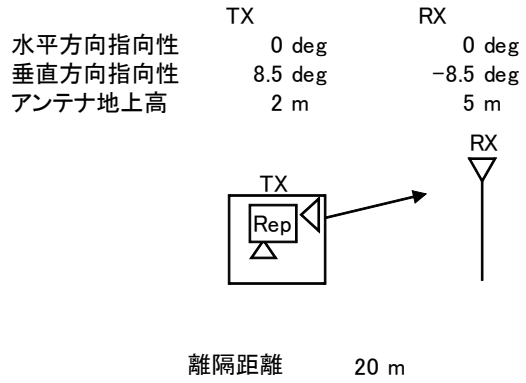 TX RX
水平方向指向性 0 deg 0 deg
垂直方向指向性 8.5 deg -8.5 deg
アンテナ地上高 2 m 5 m
RX
TX
Rep
離隔距離 20 m